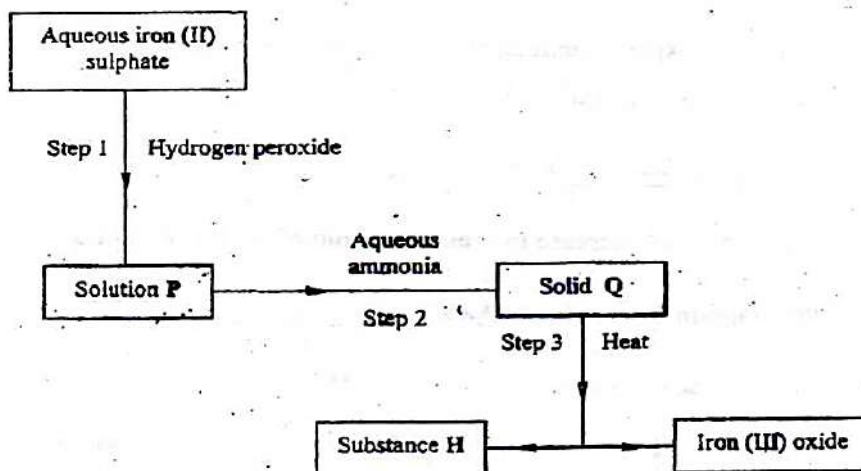 Aqueous iron (II)
sulphate
Step 1 Hydrogen peroxide
Aqueous
ammonia
Solution P
Solid Q
Step 2
Step 3 Heat
Substance H
Iron (III) oxide